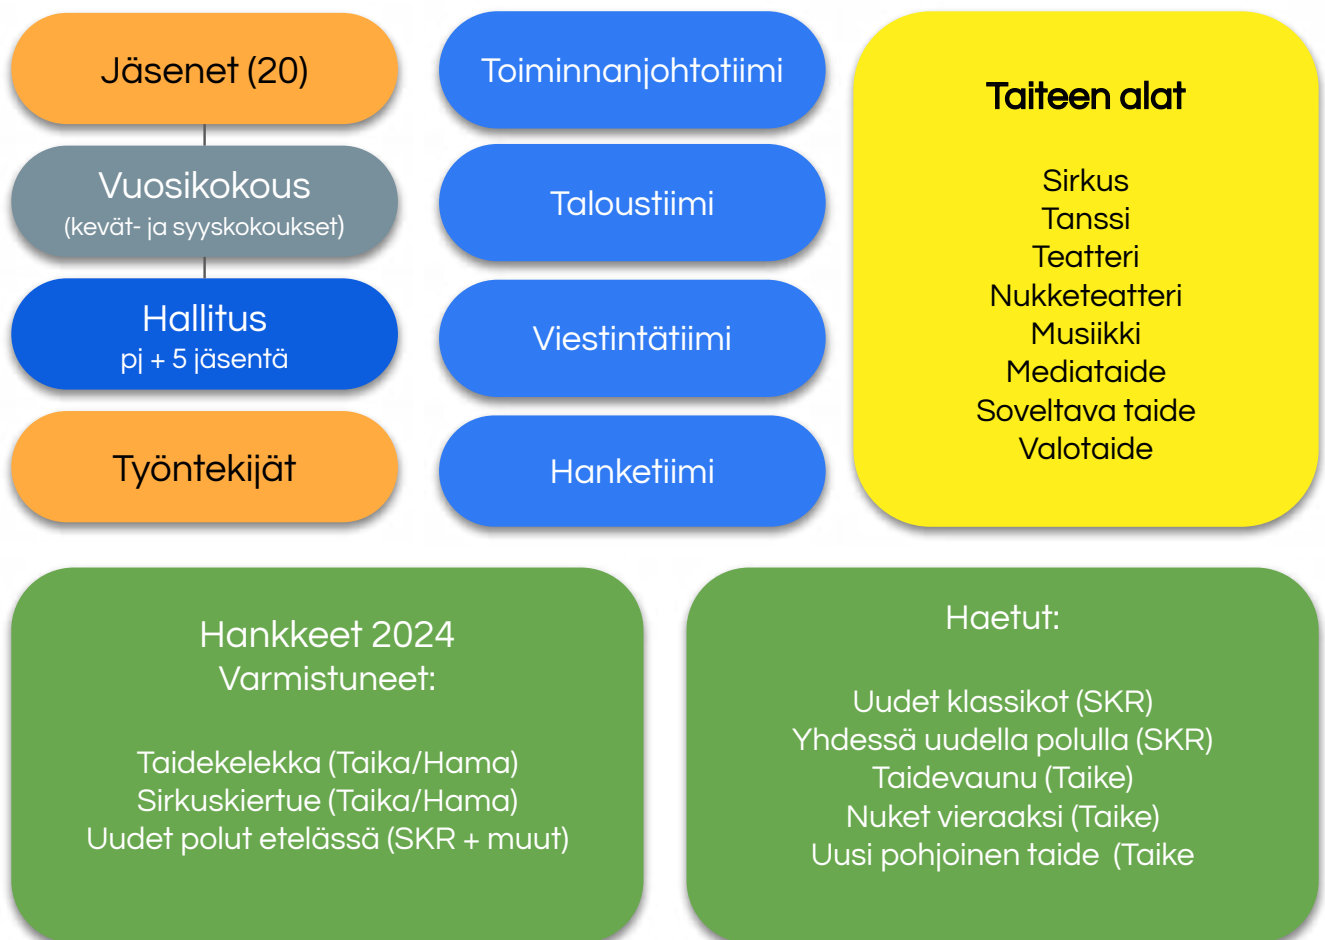 Jäsenet (20)
Vuosikokous
(kevät- ja syyskokoukset)
Hallitus
pj + 5 jäsentä
Työntekijät
Toiminnanjohtotiimi
Taloustiimi
Viestintätiimi
Hanketiimi
Taiteen alat
Sirkus
Tanssi
Teatteri
Nukketeatteri
Musiikki
Mediataide
Soveltava taide
Valotaide
Hankkeet 2024
Varmistuneet:
Taidekelekka (Taika/Hama)
Sirkuskiertue (Taika/Hama)
Uudet polut etelässä (SKR + muut)
Haetut:
Uudet klassikot (SKR)
Yhdessä uudella polulla (SKR)
Taidevaunu (Taike)
Nuket vieraaksi (Taike)
Uusi pohjoinen taide (Taike